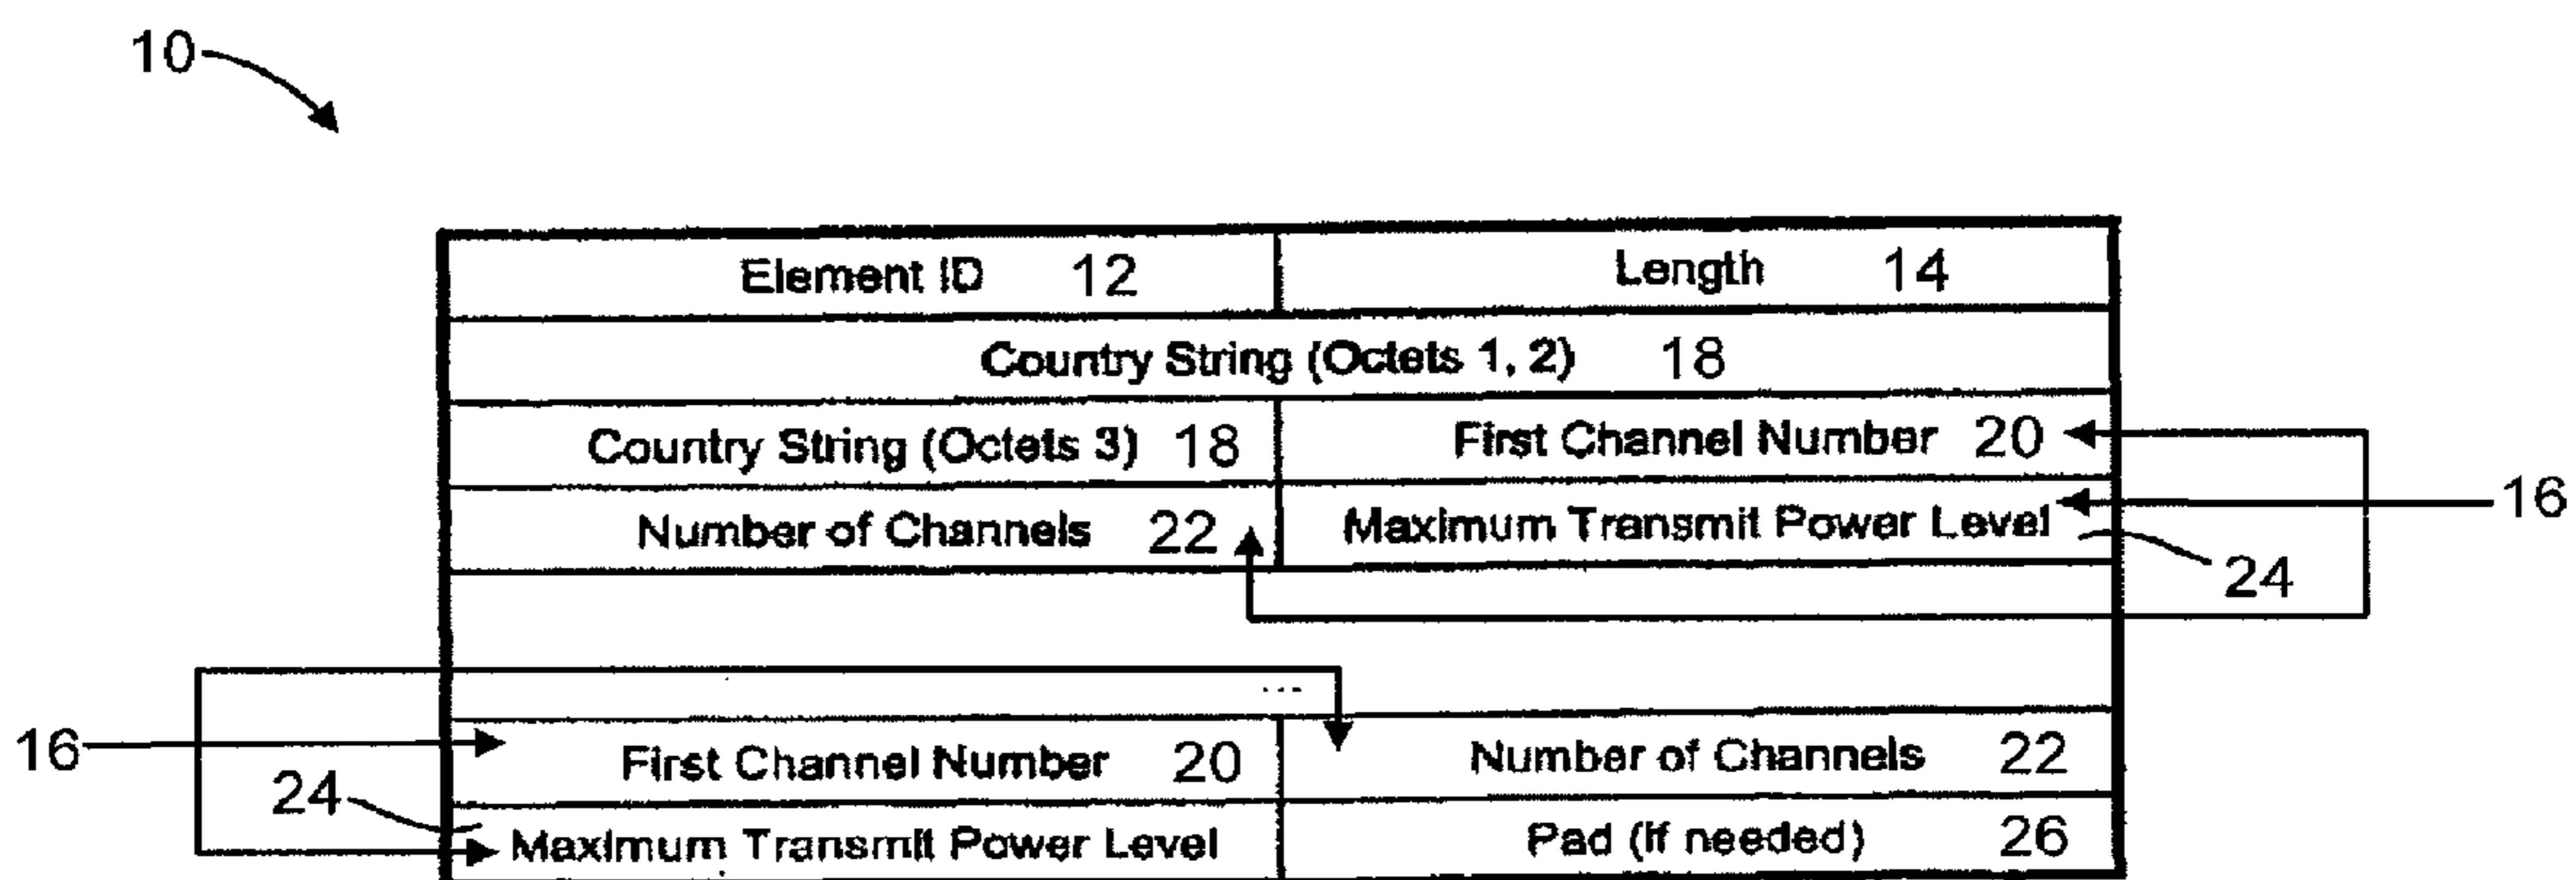 10
Element ID 12 Length 14
Country String (Octets 1, 2) 18
Country String (Octets 3) 18 First Channel Number 20
Number of Channels 22 Maximum Transmit Power Level 16
24
...
16 First Channel Number 20 Number of Channels 22
24 Maximum Transmit Power Level Pad (if needed) 26